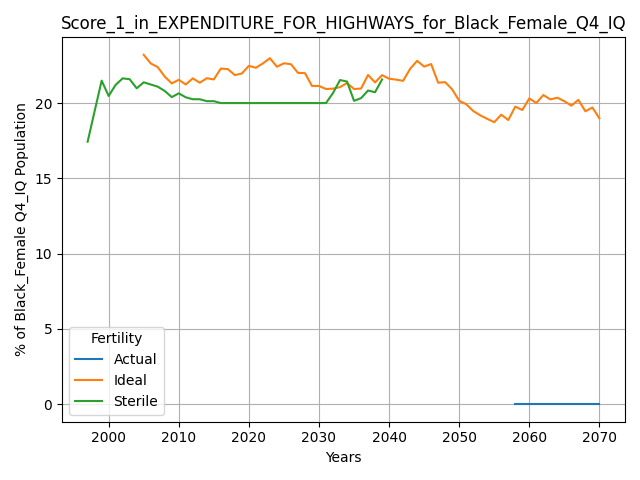 Score_1_in_EXPENDITURE_FOR_HIGHWAYS_for_Black_Female_Q4_IQ
% of Black_Female Q4_IQ Population
20
15
10
5
0
Fertility
Actual
Ideal
Sterile
2000 2010 2020 2030 2040 2050 2060 2070
Years